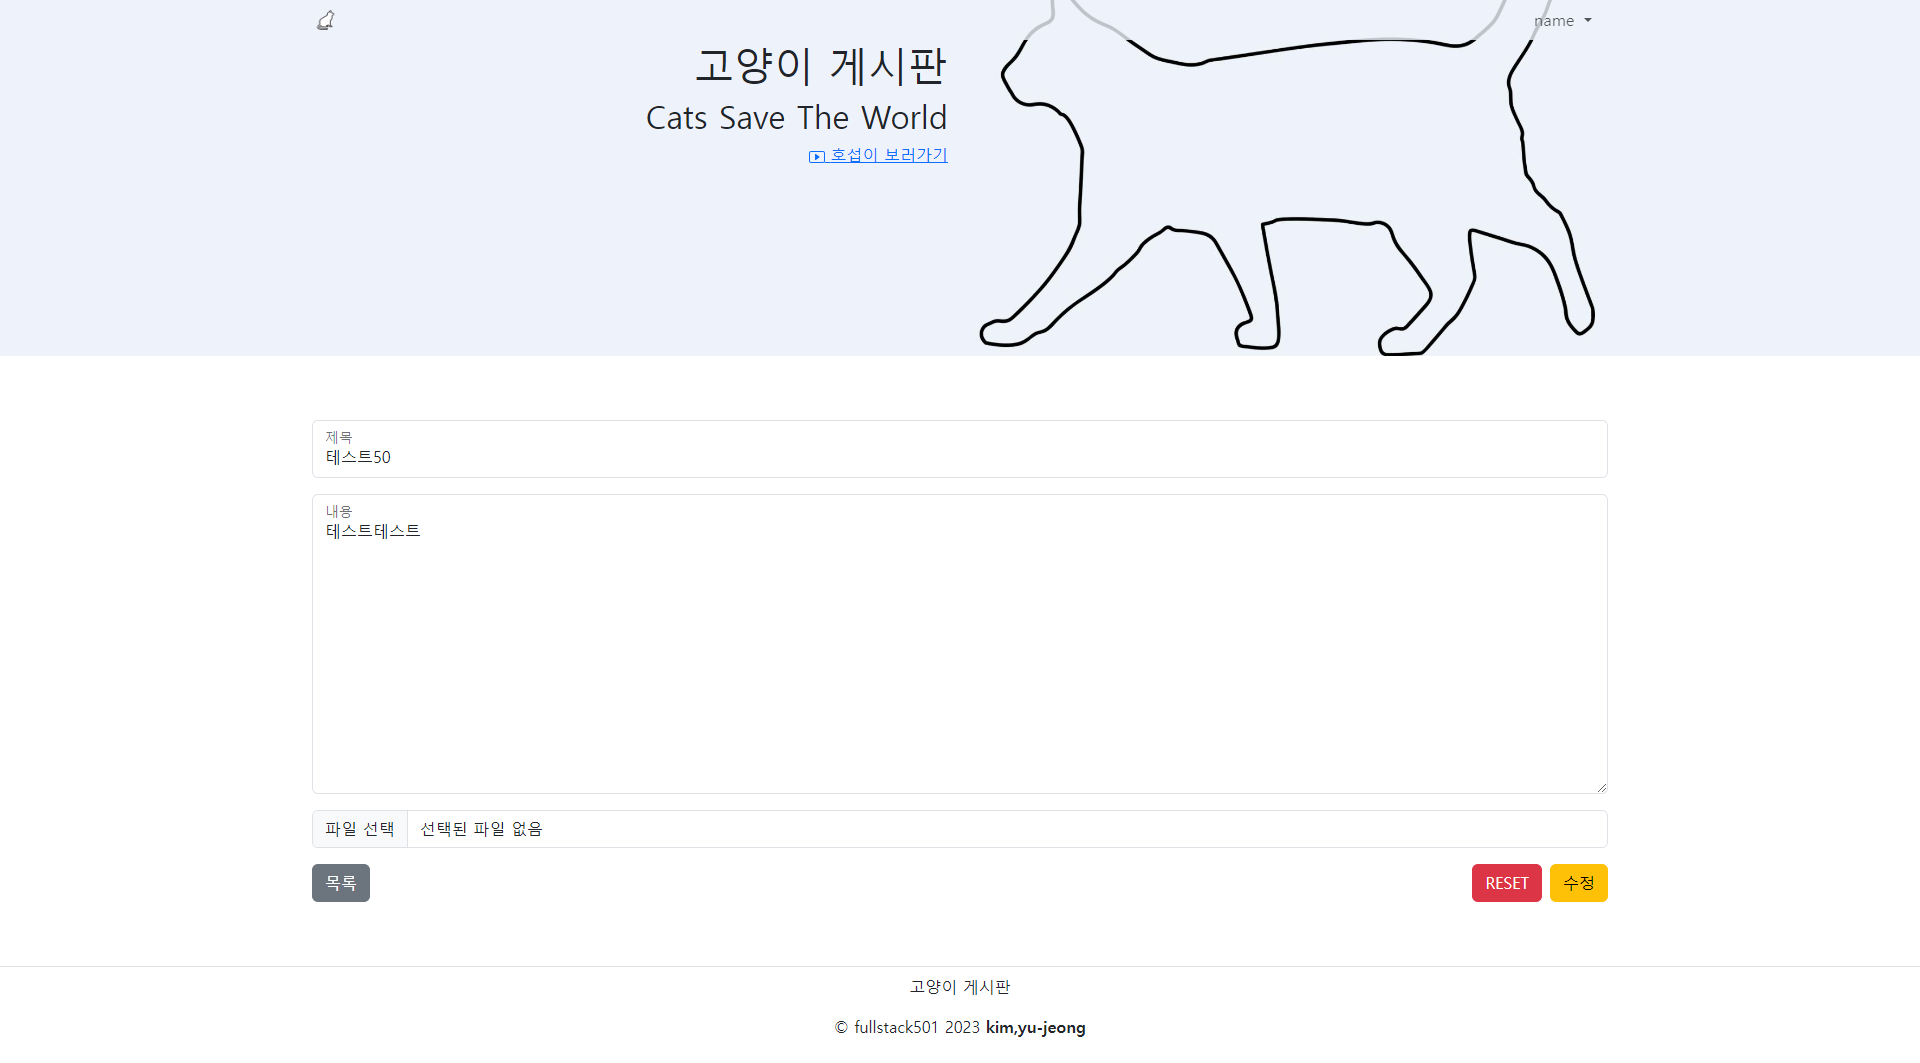 name
고양이 게시판
Cats Save The World
호섭이 보러가기
제목
테스트50
내용
테스트테스트
파일 선택 선택된 파일 없음
목록 RESET 수정
고양이 게시판
© fullstack501 2023 kim,yu-jeong